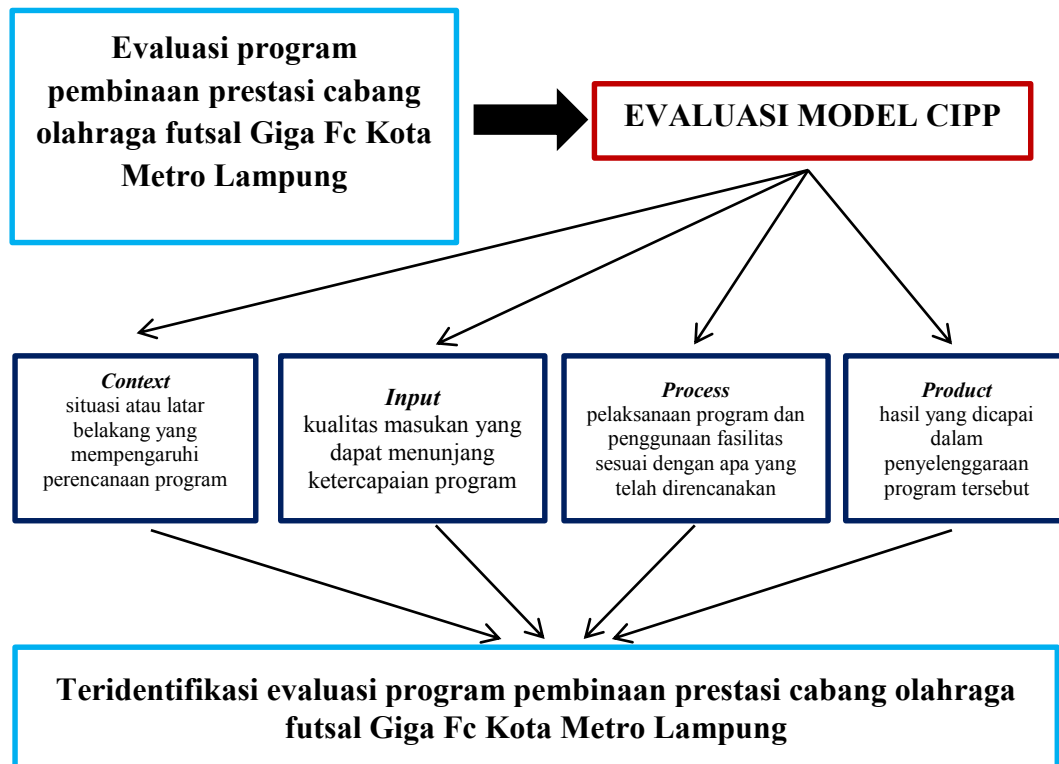 Evaluasi program
pembinaan prestasi cabang
olahraga futsal Giga Fc Kota
Metro Lampung
EVALUASI MODEL CIPP
Context
situasi atau latar
belakang yang
mempengaruhi
perencanaan program
Input
kualitas masukan yang
dapat menunjang
ketercapaian program
Process
pelaksanaan program dan
penggunaan fasilitas
sesuai dengan apa yang
telah direncanakan
Product
hasil yang dicapai
dalam
penyelenggaraan
program tersebut
Teridentifikasi evaluasi program pembinaan prestasi cabang olahraga
futsal Giga Fc Kota Metro Lampung